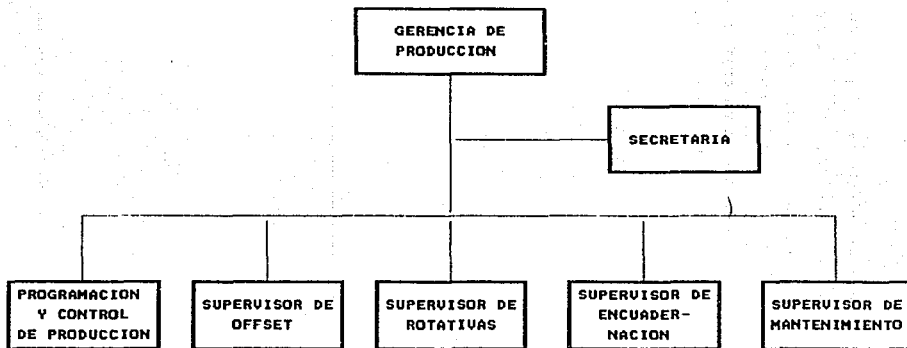 GERENCIA DE
PRODUCCION
SECRETARIA
PROGRAMACION
Y CONTROL
DE PRODUCCION
SUPERVISOR DE
OFFSET
SUPERVISOR DE
ROTATIVAS
SUPERVISOR DE
ENCUADER-
NACION
SUPERVISOR DE
MANTENIMIENTO